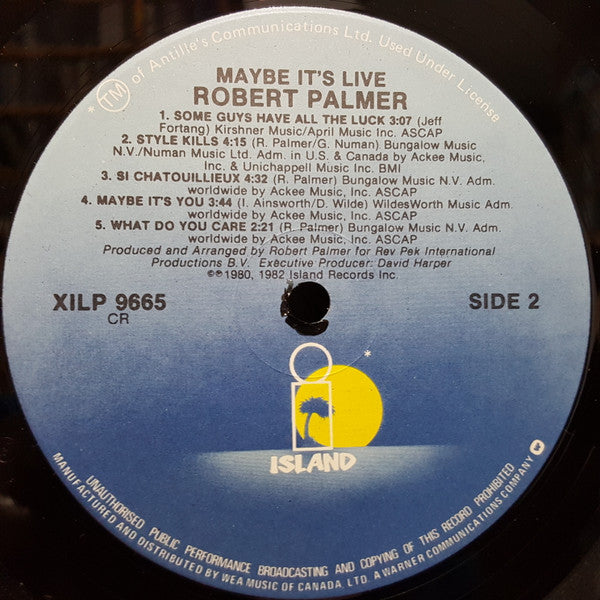 * TM of Antille's Communications Ltd. Used Under License
MAYBE IT'S LIVE
ROBERT PALMER
1. SOME GUYS HAVE ALL THE LUCK 3:07 (Jeff
Fortang) Kirshner Music/April Music Inc. ASCAP
2. STYLE KILLS 4:15 (R. Palmer/G. Numan) Bungalow Music
N.V./Numan Music Ltd. Adm. in U.S. & Canada by Ackee Music,
Inc. & Unichappell Music Inc. BMI
3. SI CHATOUILLIEUX 4:32 (R. Palmer) Bungalow Music N.V. Adm.
worldwide by Ackee Music, Inc. ASCAP
4. MAYBE IT'S YOU 3:44 (I. Ainsworth/D. Wilde) WildesWorth Music Adm.
worldwide by Ackee Music, Inc. ASCAP
5. WHAT DO YOU CARE 2:21 (R. Palmer) Bungalow Music N.V. Adm.
worldwide by Ackee Music, Inc. ASCAP
Produced and Arranged by Robert Palmer for Rev Pek International
Productions B.V. Executive Producer: David Harper
©℗ 1980, 1982 Island Records Inc.
XILP 9665
CR
SIDE 2
i *
ISLAND
UNAUTHORISED PUBLIC PERFORMANCE BROADCASTING AND COPYING OF THIS RECORD PROHIBITED
MANUFACTURED AND DISTRIBUTED BY WEA MUSIC OF CANADA, LTD. A WARNER COMMUNICATIONS COMPANY